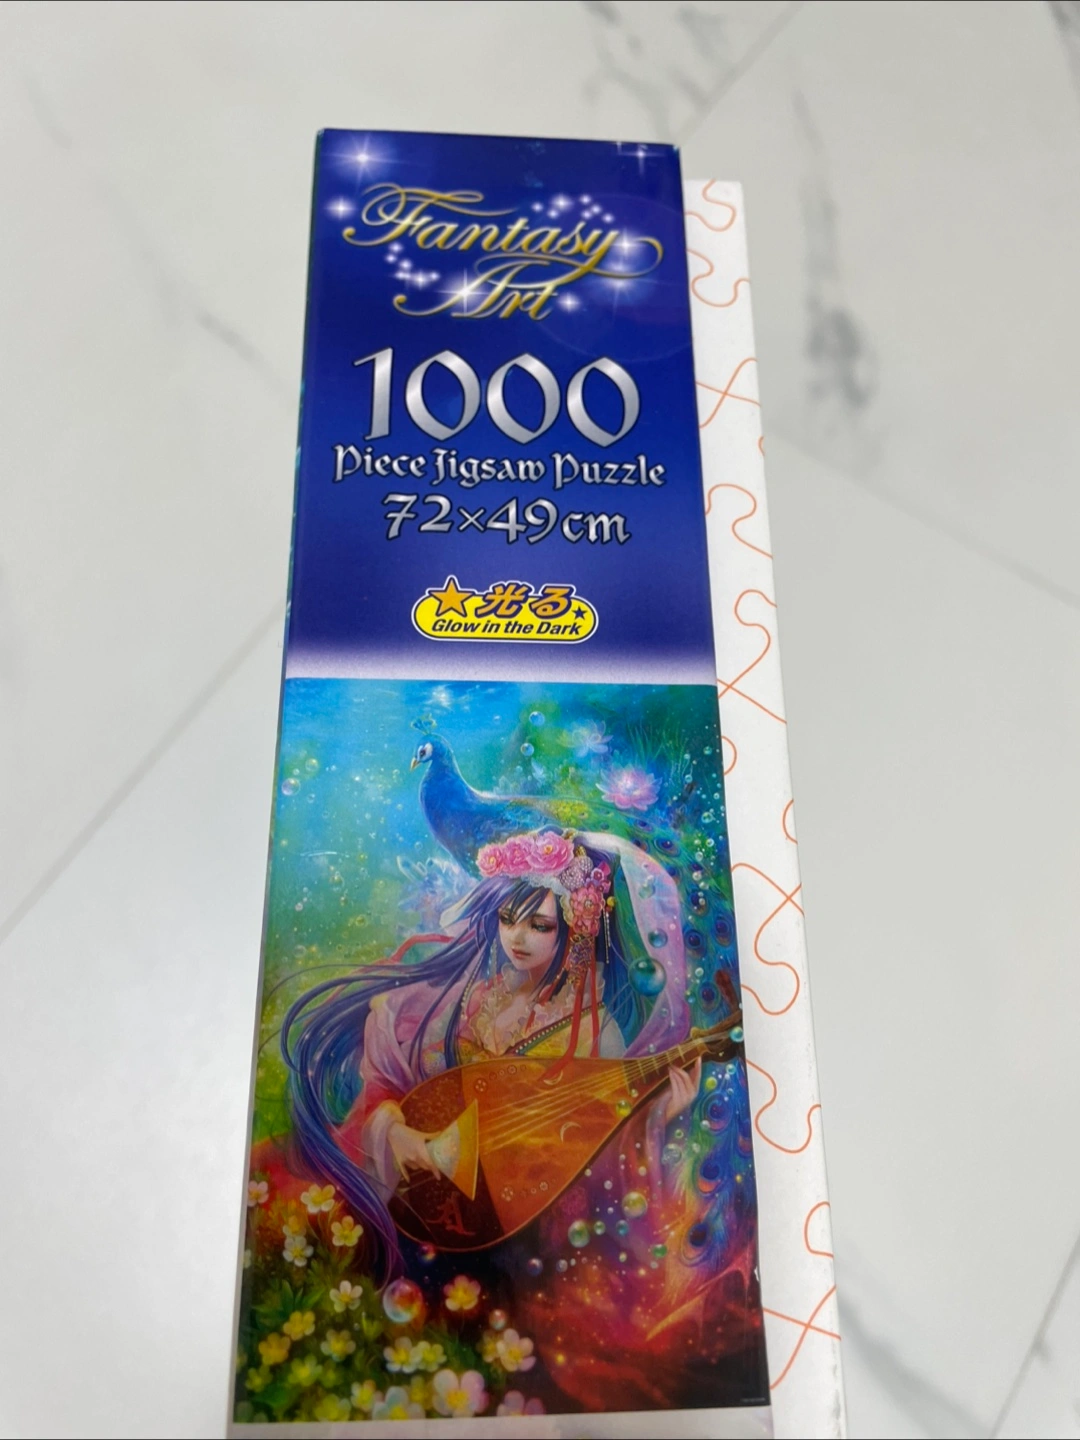 Fantasy
Art
1000
Piece Jigsaw Puzzle
72×49cm
光る
Glow in the Dark